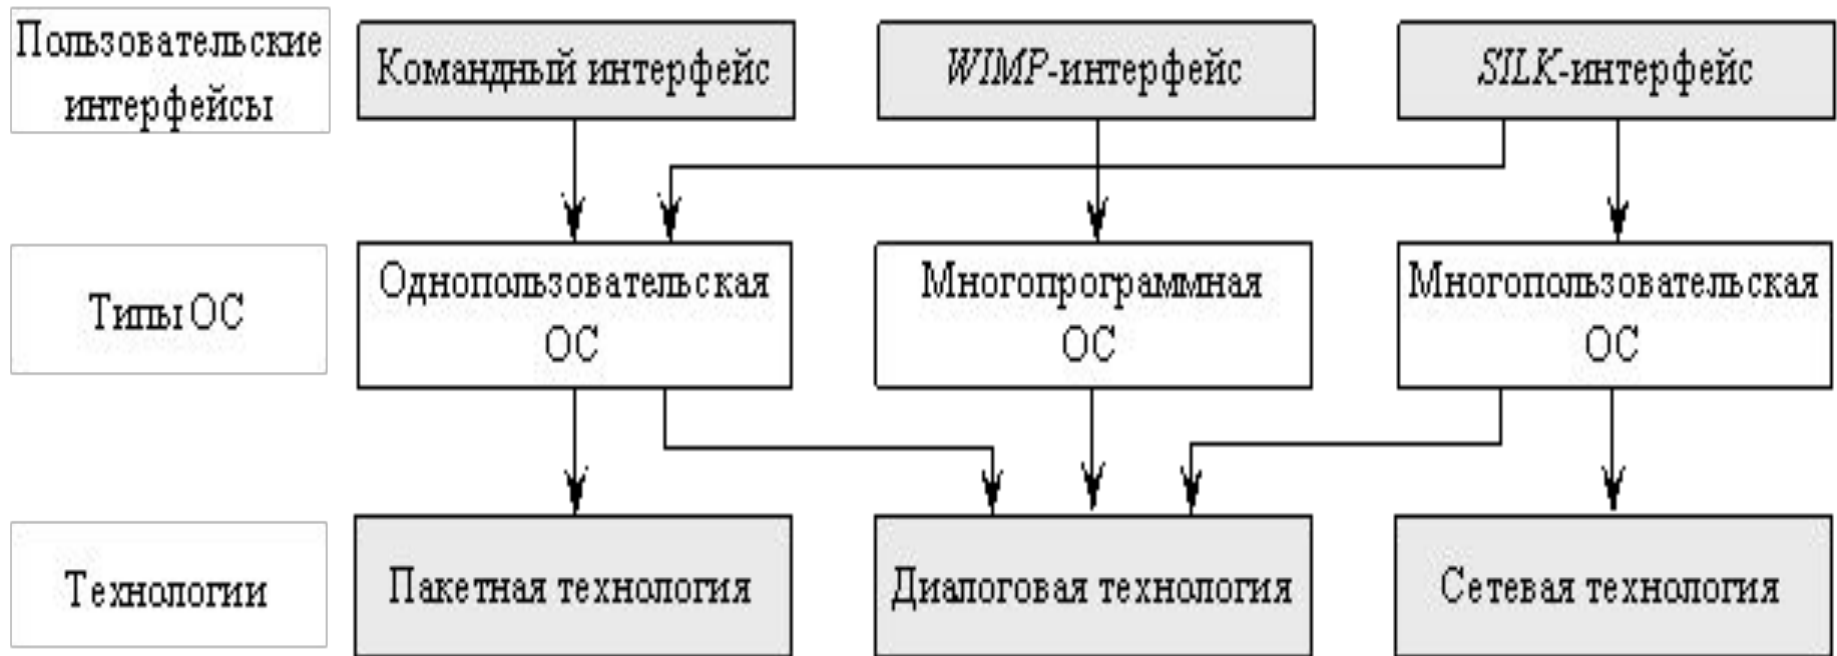 Пользовательские
интерфейсы
Командный интерфейс
WIMP-интерфейс
SILK-интерфейс
Типы ОС
Однопользовательская
ОС
Многопрограммная
ОС
Многопользовательская
ОС
Технологии
Пакетная технология
Диалоговая технология
Сетевая технология